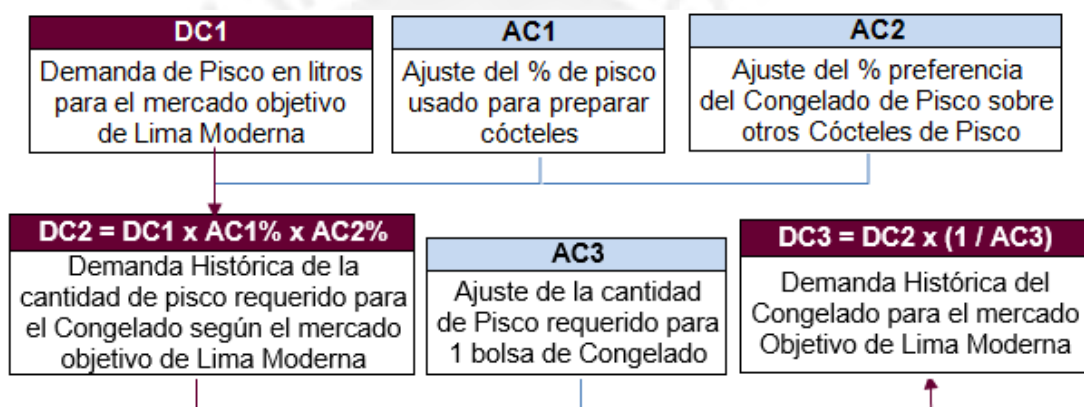 DC1
Demanda de Pisco en litros
para el mercado objetivo
de Lima Moderna
AC1
Ajuste del % de pisco
usado para preparar
cócteles
AC2
Ajuste del % preferencia
del Congelado de Pisco sobre
otros Cócteles de Pisco
DC2 = DC1 x AC1% x AC2%
Demanda Histórica de la
cantidad de pisco requerido para
el Congelado según el mercado
objetivo de Lima Moderna
AC3
Ajuste de la cantidad
de Pisco requerido para
1 bolsa de Congelado
DC3 = DC2 x (1 / AC3)
Demanda Histórica del
Congelado para el mercado
Objetivo de Lima Moderna